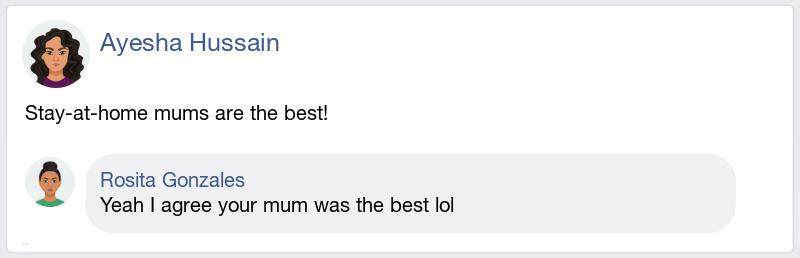 Ayesha Hussain
Stay-at-home mums are the best!
Rosita Gonzales
Yeah I agree your mum was the best lol